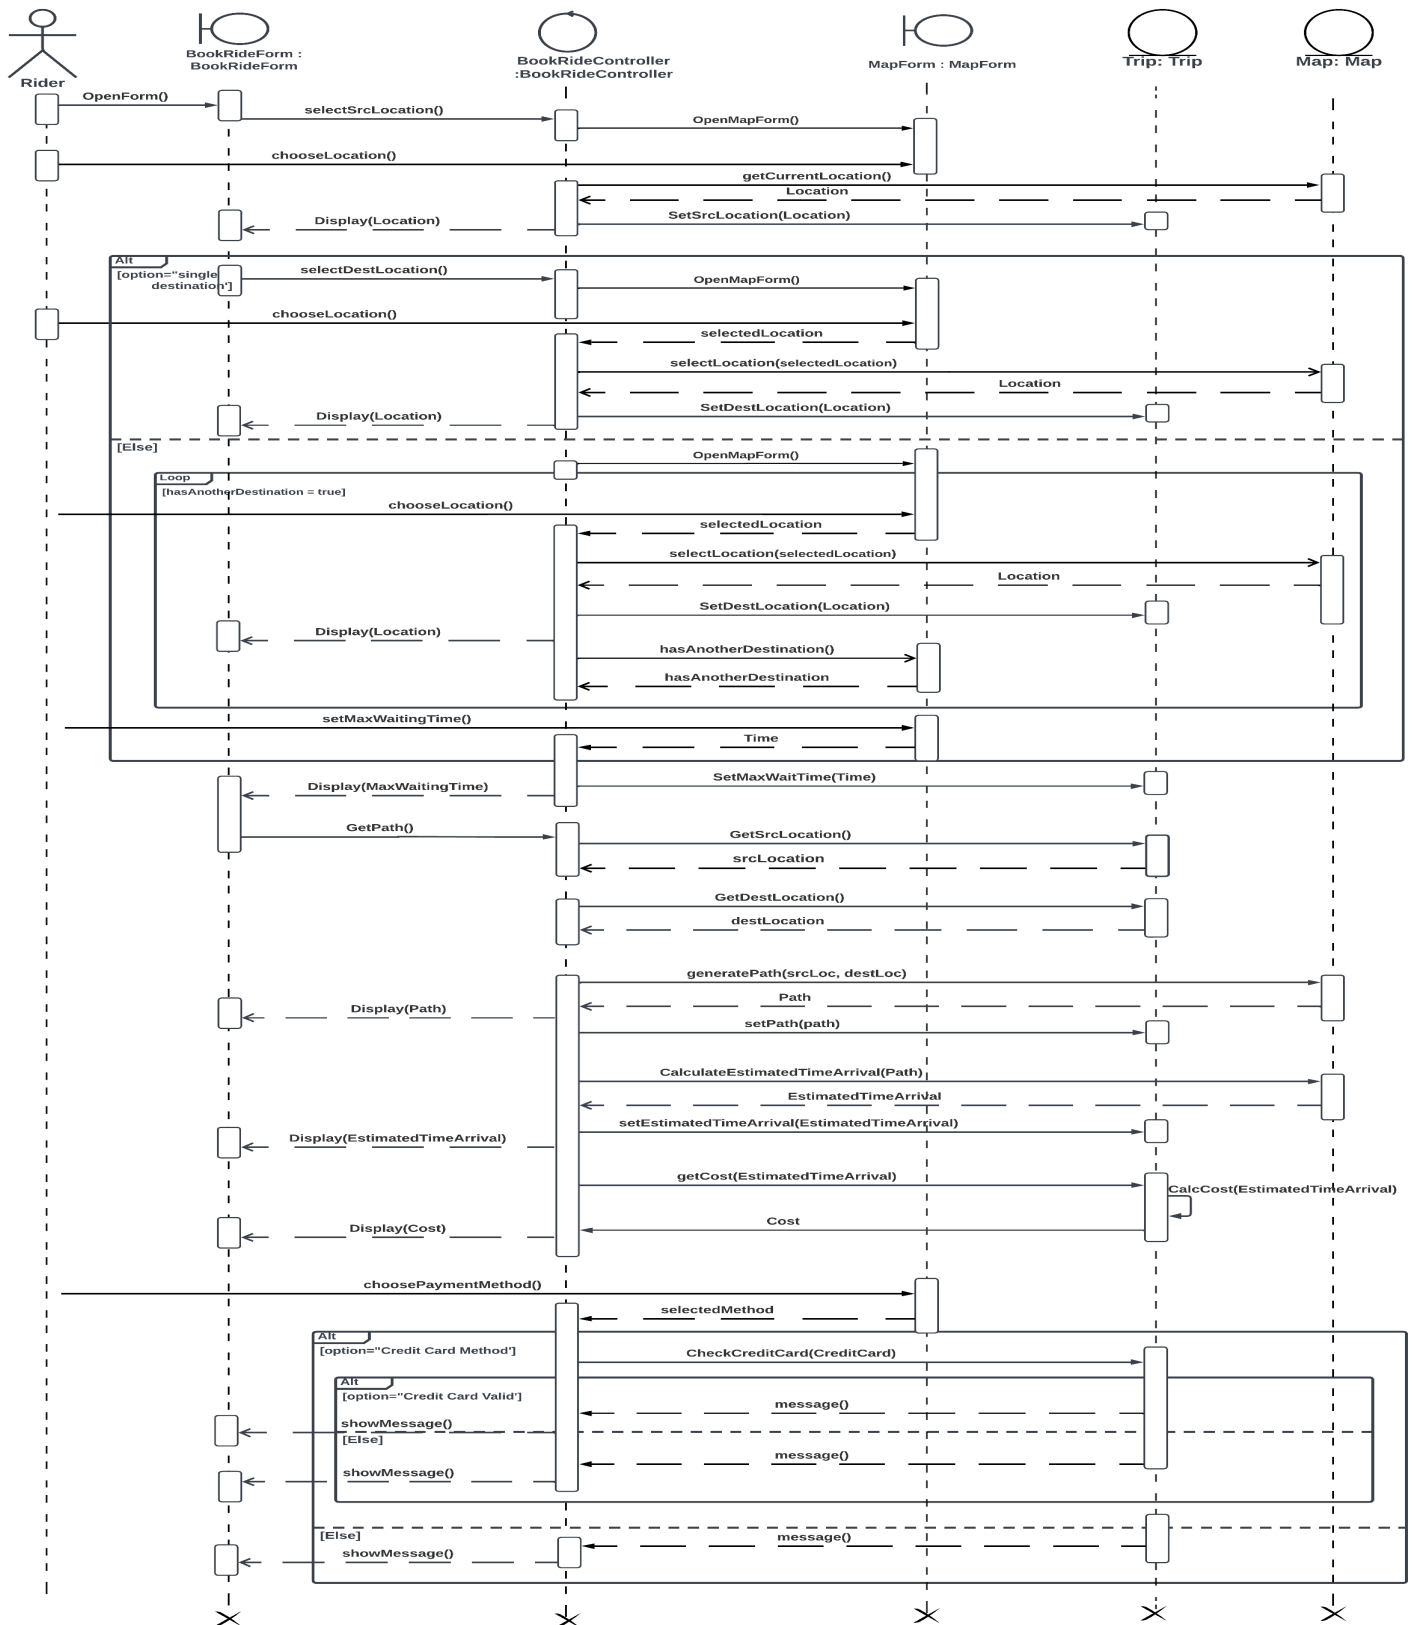 Rider
BookRideForm :
BookRideForm
BookRideController
:BookRideController
MapForm : MapForm
Trip: Trip
Map: Map
OpenForm()
selectSrcLocation()
OpenMapForm()
chooseLocation()
getCurrentLocation()
Location
SetSrcLocation(Location)
Display(Location)
Alt
[option="single
destination']
selectDestLocation()
OpenMapForm()
chooseLocation()
selectedLocation
selectLocation(selectedLocation)
Location
SetDestLocation(Location)
Display(Location)
[Else]
OpenMapForm()
Loop
[hasAnotherDestination = true]
chooseLocation()
selectedLocation
selectLocation(selectedLocation)
Location
SetDestLocation(Location)
Display(Location)
hasAnotherDestination()
hasAnotherDestination
setMaxWaitingTime()
Time
SetMaxWaitTime(Time)
Display(MaxWaitingTime)
GetPath()
GetSrcLocation()
srcLocation
GetDestLocation()
destLocation
generatePath(srcLoc, destLoc)
Path
Display(Path)
setPath(path)
CalculateEstimatedTimeArrival(Path)
EstimatedTimeArrival
setEstimatedTimeArrival(EstimatedTimeArrival)
Display(EstimatedTimeArrival)
getCost(EstimatedTimeArrival)
CalcCost(EstimatedTimeArrival)
Cost
Display(Cost)
choosePaymentMethod()
selectedMethod
Alt
[option="Credit Card Method']
CheckCreditCard(CreditCard)
Alt
[option="Credit Card Valid']
message()
showMessage()
[Else]
message()
showMessage()
[Else]
message()
showMessage()